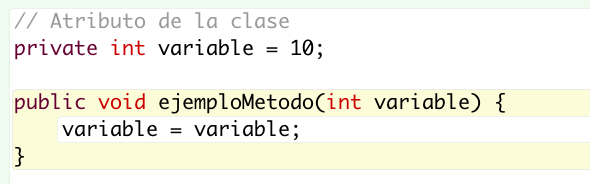 // Atributo de la clase
private int variable = 10;
public void ejemploMetodo(int variable) {
variable = variable;
}